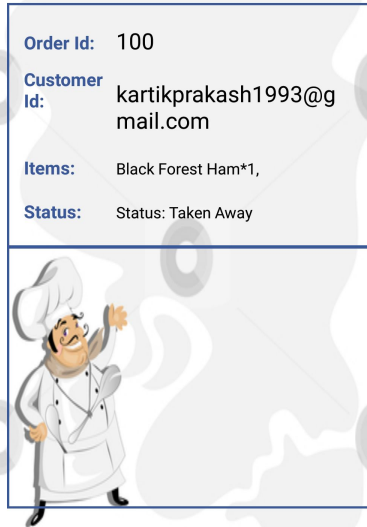 Order Id: 100
Customer Id: kartikprakash1993@g
mail.com
Items: Black Forest Ham*1,
Status: Status: Taken Away